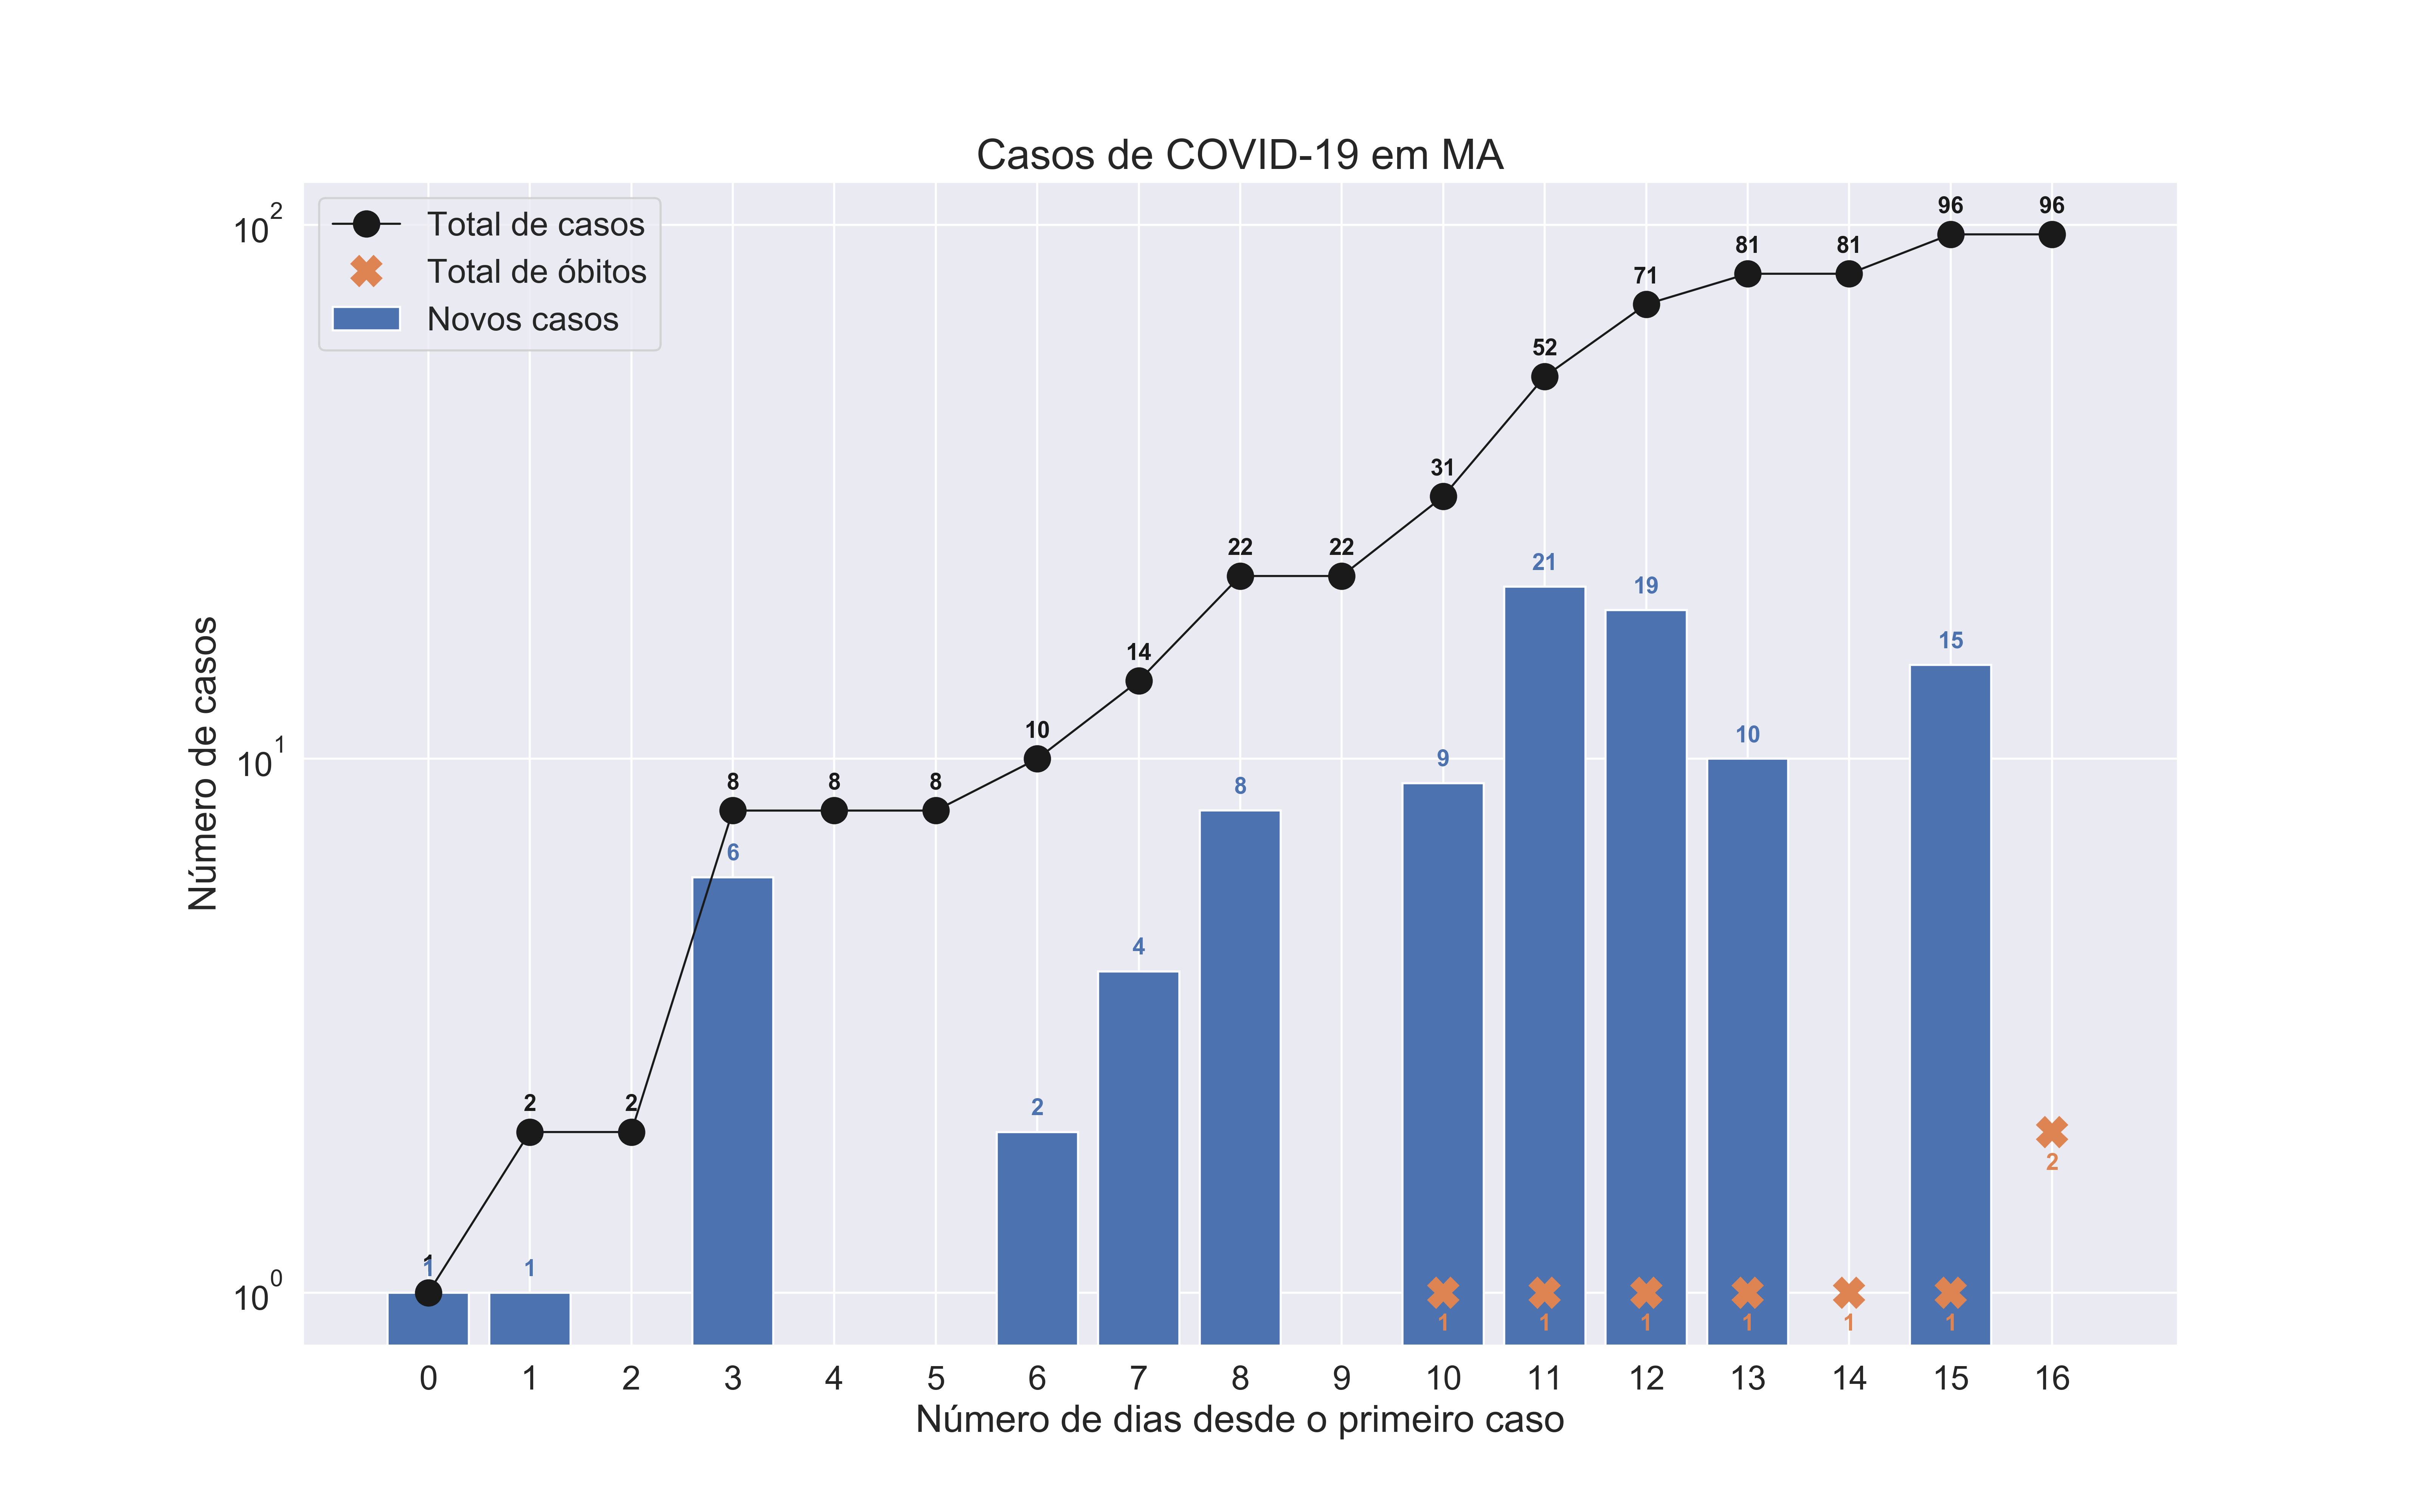 Casos de COVID-19 em MA
Total de casos
Total de óbitos
Novos casos
Número de casos
10^2
10^1
10^0
1 2 2 8 8 8 10 14 22 22 31 52 71 81 81 96 96
1 1 6 2 4 8 9 21 19 10 15
1 1 1 1 1 1 2
0 1 2 3 4 5 6 7 8 9 10 11 12 13 14 15 16
Número de dias desde o primeiro caso